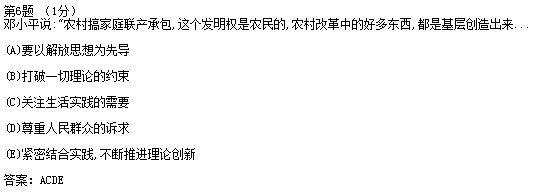 第6题 （1分）
邓小平说:“农村搞家庭联产承包,这个发明权是农民的,农村改革中的好多东西,都是基层创造出来...
(A)要以解放思想为先导
(B)打破一切理论的约束
(C)关注生活实践的需要
(D)尊重人民群众的诉求
(E)紧密结合实践,不断推进理论创新
答案: ACDE